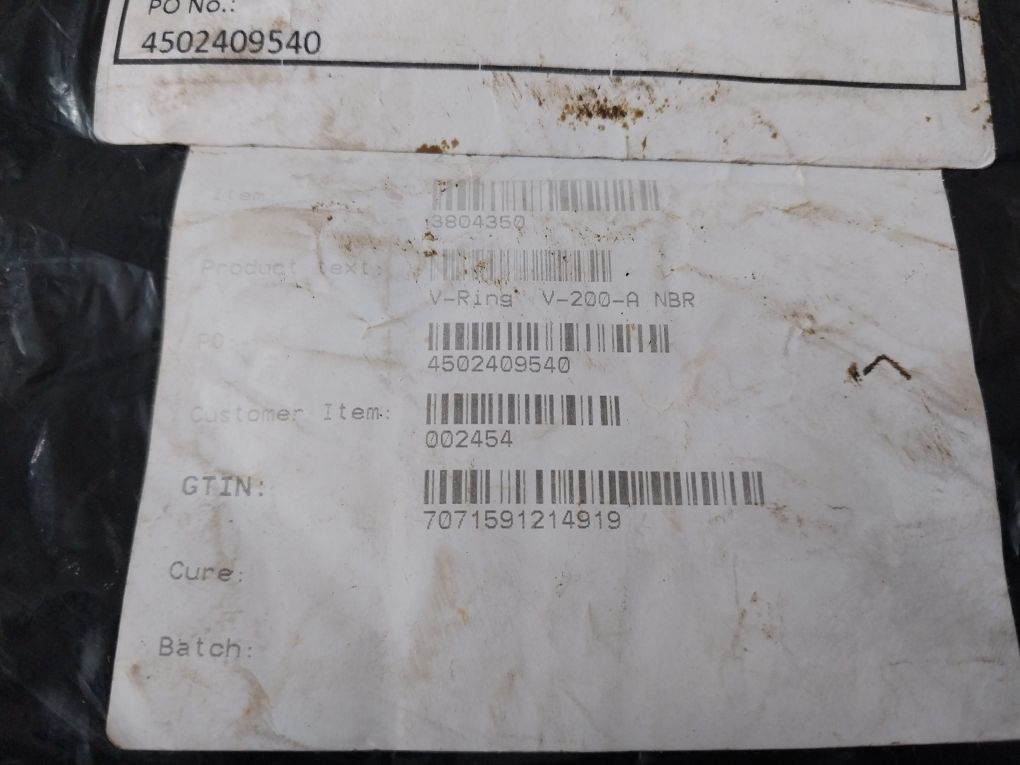 PO No.:
4502409540
Item
3804350
Product text:
V-Ring V-200-A NBR
PO:
4502409540
Customer Item:
002454
GTIN:
7071591214919
Cure:
Batch: